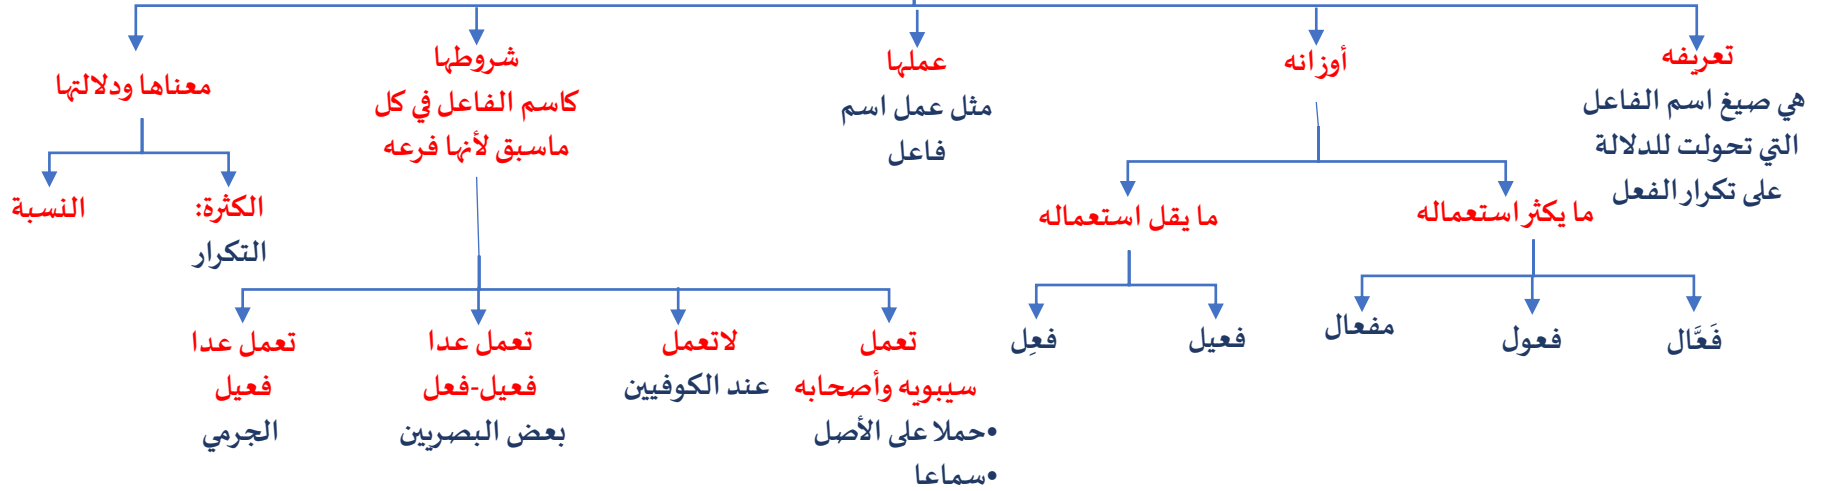 تعريفه
هي صيغ اسم الفاعل
التي تحولت للدلالة
على تكرار الفعل
أوزانه
ما يكثر استعماله
فَعَّال
فعول
مفعال
ما يقل استعماله
فعيل
فعِل
عملها
مثل عمل اسم
فاعل
شروطها
كاسم الفاعل في كل
ماسبق لأنها فرعه
تعمل
سيبويه وأصحابه
•حملا على الأصل
•سماعا
لاتعمل
عند الكوفيين
تعمل عدا
فعيل-فعل
بعض البصريين
تعمل عدا
فعيل
الجرمي
معناها ودلالتها
الكثرة:
التكرار
النسبة